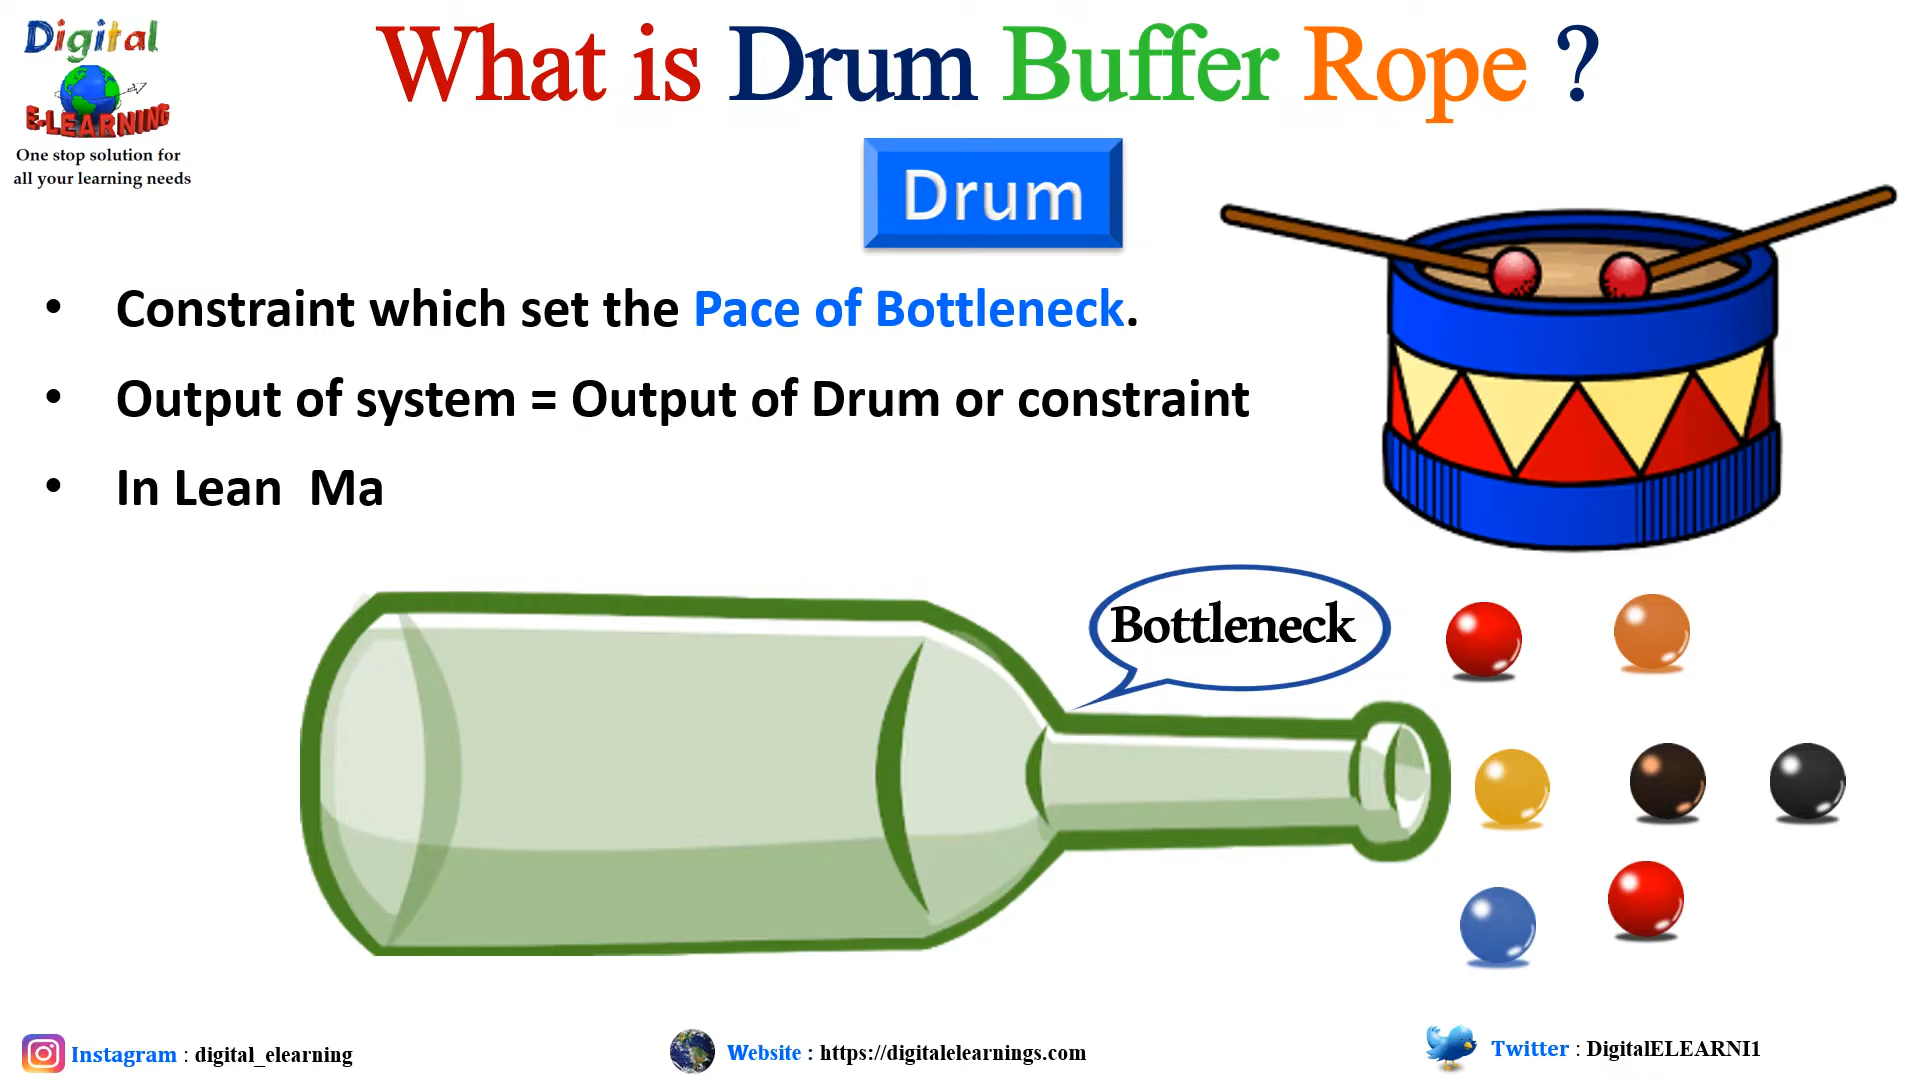 Digital
E-LEARNING
One stop solution for
all your learning needs
What is Drum Buffer Rope ?
Drum
• Constraint which set the Pace of Bottleneck.
• Output of system = Output of Drum or constraint
• In Lean Ma
Bottleneck
Instagram : digital_elearning
Website : https://digitalelearnings.com
Twitter : DigitalELEARNI1